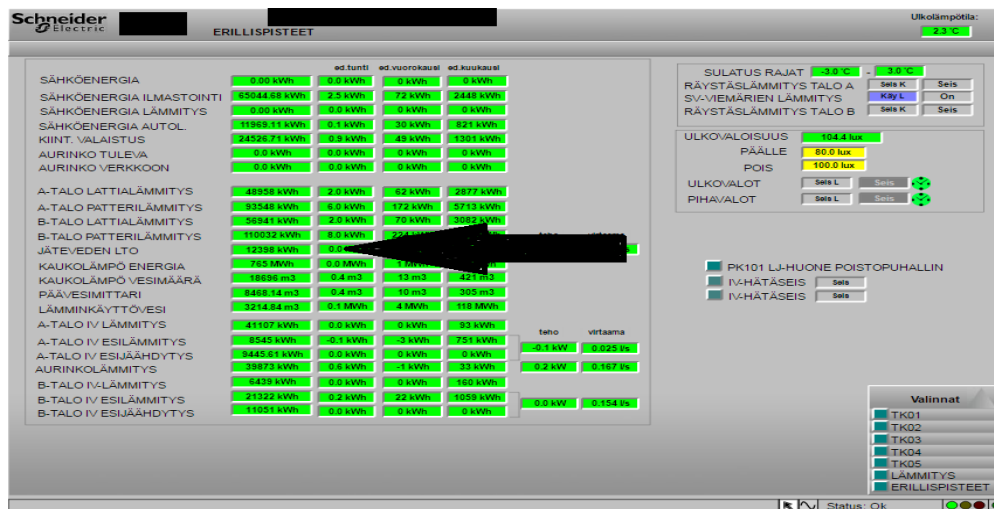 Schneider Electric
ERILLISPISTEET
Ulkolämpötila:
2.3 °C
ed.tunti ed.vuorokausi ed.kuukausi
SÄHKÖENERGIA 0.00 kWh 0.0 kWh 0 kWh 0 kWh
SÄHKÖENERGIA ILMASTOINTI 65044.68 kWh 2.5 kWh 72 kWh 2448 kWh
SÄHKÖENERGIA LÄMMITYS 0.00 kWh 0.0 kWh 0 kWh 0 kWh
SÄHKÖENERGIA AUTOL. 11969.11 kWh 0.1 kWh 30 kWh 821 kWh
KIINT. VALAISTUS 24526.71 kWh 0.9 kWh 49 kWh 1301 kWh
AURINKO TULEVA 0.0 kWh 0.0 kWh 0 kWh 0 kWh
AURINKO VERKKOON 0.0 kWh 0.0 kWh 0 kWh 0 kWh
A-TALO LATTIALÄMMITYS 48958 kWh 2.0 kWh 62 kWh 2877 kWh
A-TALO PATTERILÄMMITYS 93548 kWh 6.0 kWh 172 kWh 5713 kWh
B-TALO LATTIALÄMMITYS 56941 kWh 2.0 kWh 70 kWh 3082 kWh
B-TALO PATTERILÄMMITYS 110032 kWh 8.0 kWh teho virtaama
JÄTEVEDEN LTO 12398 kWh
KAUKOLÄMPÖ ENERGIA 765 MWh 0.0 MWh 1 MWh
KAUKOLÄMPÖ VESIMÄÄRÄ 18696 m3 0.4 m3 13 m3 421 m3
PÄÄVESIMITTARI 8468.14 m3 0.4 m3 10 m3 305 m3
LÄMMINKÄYTTÖVESI 3214.84 m3 0.1 MWh 4 MWh 118 MWh
A-TALO IV LÄMMITYS 41107 kWh 0.0 kWh 0 kWh 93 kWh
teho virtaama
A-TALO IV ESILÄMMITYS 8545 kWh -0.1 kWh -3 kWh 751 kWh
-0.1 kW 0.025 l/s
A-TALO IV ESIJÄÄHDYTYS 9445.61 kWh 0.0 kWh 0 kWh 0 kWh
AURINKOLÄMMITYS 39873 kWh 0.6 kWh -1 kWh 33 kWh 0.2 kW 0.167 l/s
B-TALO IV-LÄMMITYS 6439 kWh 0.0 kWh 0 kWh 160 kWh
B-TALO IV ESILÄMMITYS 21322 kWh 0.2 kWh 22 kWh 1059 kWh
0.0 kW 0.154 l/s
B-TALO IV ESIJÄÄHDYTYS 11051 kWh 0.0 kWh 0 kWh 0 kWh
SULATUS RAJAT -3.0 °C - 3.0 °C
RÄYSTÄSLÄMMITYS TALO A Seis K Seis
SV-VIEMÄRIEN LÄMMITYS Käy L On
RÄYSTÄSLÄMMITYS TALO B Seis K Seis
ULKOVALOISUUS 104.4 lux
PÄÄLLE 80.0 lux
POIS 100.0 lux
ULKOVALOT Seis L Seis
PIHAVALOT Seis L Seis
PK101 LJ-HUONE POISTOPUHALLIN
IV-HÄTÄSEIS Seis
IV-HÄTÄSEIS Seis
Valinnat
TK01
TK02
TK03
TK04
TK05
LÄMMITYS
ERILLISPISTEET
Status: Ok